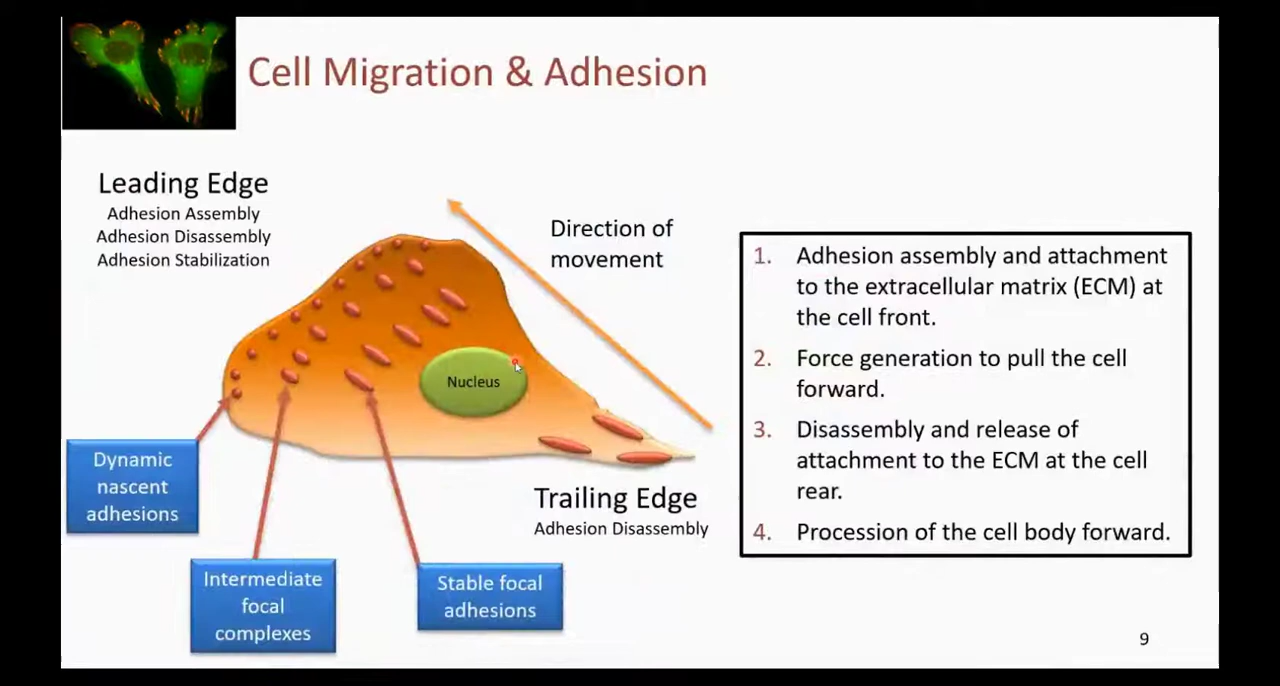 Cell Migration & Adhesion
Leading Edge
Adhesion Assembly
Adhesion Disassembly
Adhesion Stabilization
Direction of
movement
Nucleus
Dynamic
nascent
adhesions
Intermediate
focal
complexes
Stable focal
adhesions
Trailing Edge
Adhesion Disassembly
1. Adhesion assembly and attachment
to the extracellular matrix (ECM) at
the cell front.
2. Force generation to pull the cell
forward.
3. Disassembly and release of
attachment to the ECM at the cell
rear.
4. Procession of the cell body forward.
9